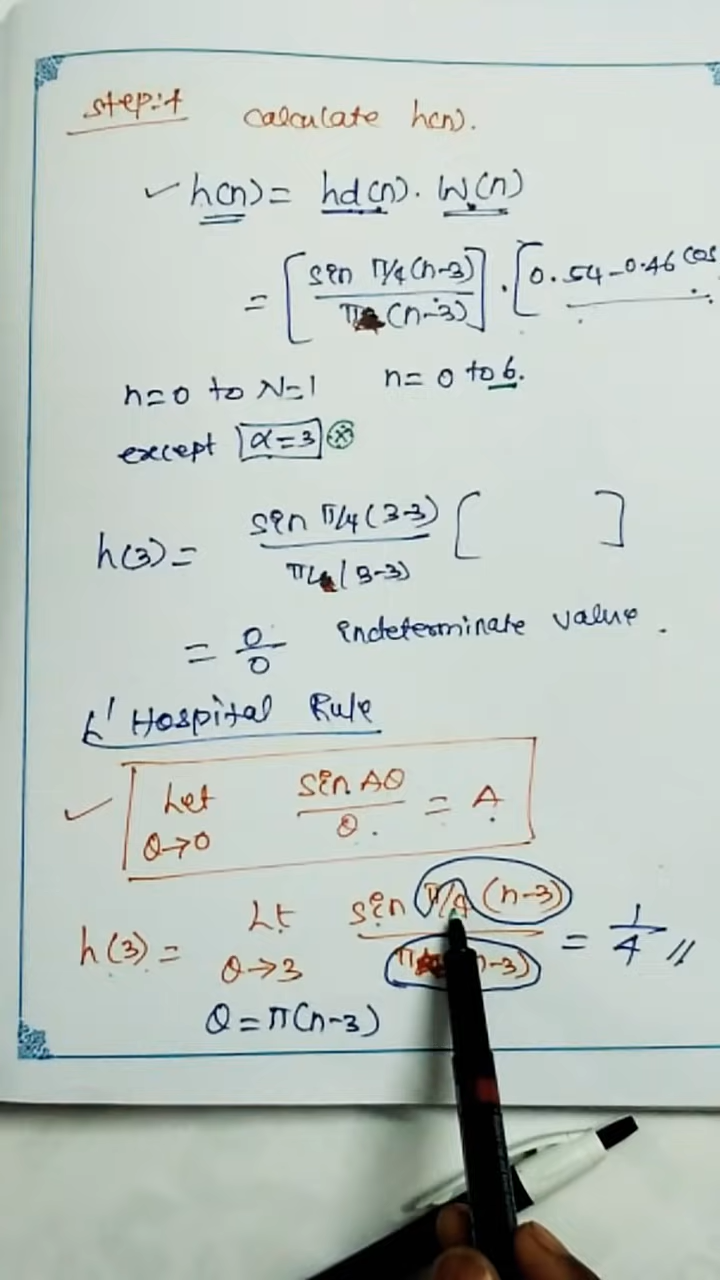 step:4 calculate h(n).
h(n) = hd(n). W(n)
= [sin π/4(n-3) / π (n-3)] . [0.54-0.46 cos
n=0 to N=1 n= 0 to 6.
except α=3
h(3) = sin π/4(3-3) / π (3-3) [ ]
= 0/0 indeterminate value.
L' Hospital Rule
Let θ→0 sin Aθ / θ = A
h(3) = Lt θ→3 sin π/4 (n-3) / π (n-3) = 1/4 //
θ = π(n-3)